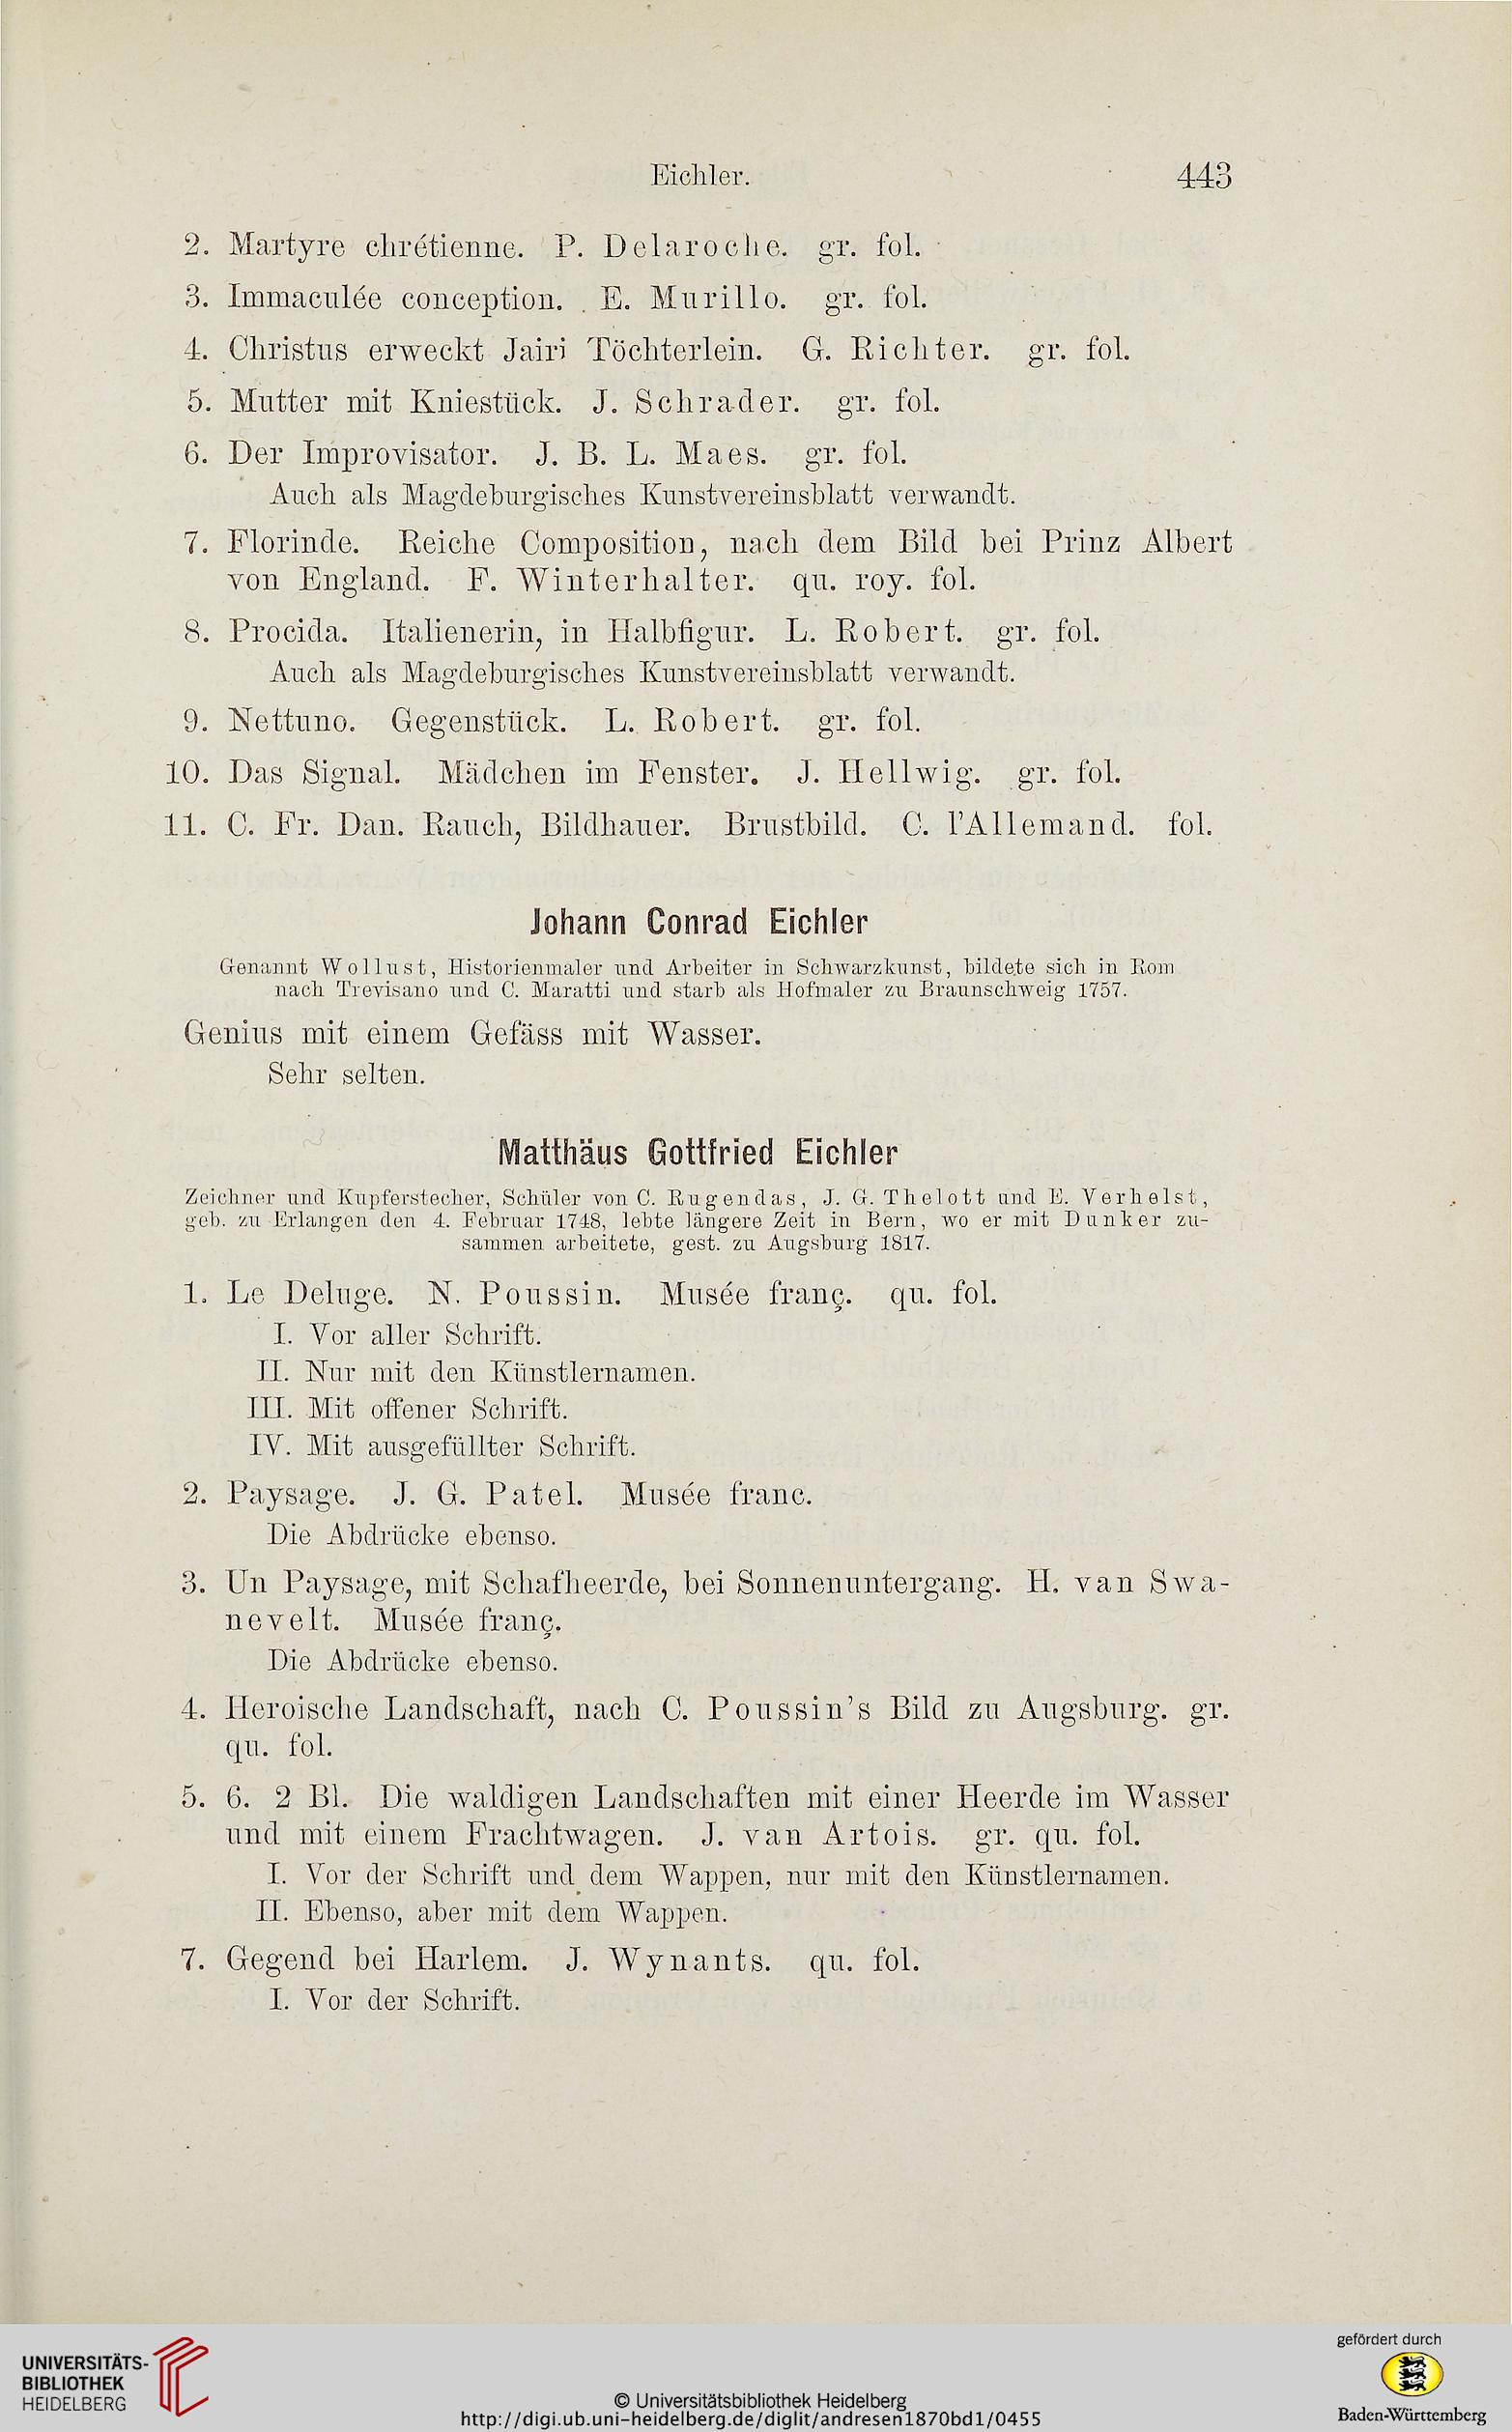 Eichler. 443
2. Martyre chrétienne. P. Delaroche. gr. fol.
3. Immaculée conception. E. Murillo. gr. fol.
4. Christus erweckt Jairi Töchterlein. G. Richter. gr. fol.
5. Mutter mit Kniestück. J. Schrader. gr. fol.
6. Der Improvisator. J. B. L. Maes. gr. fol.
Auch als Magdeburgisches Kunstvereinsblatt verwandt.
7. Florinde. Reiche Composition, nach dem Bild bei Prinz Albert
von England. F. Winterhalter. qu. roy. fol.
8. Procida. Italienerin, in Halbfigur. L. Robert. gr. fol.
Auch als Magdeburgisches Kunstvereinsblatt verwandt.
9. Nettuno. Gegenstück. L. Robert. gr. fol.
10. Das Signal. Mädchen im Fenster. J. Hellwig. gr. fol.
11. C. Fr. Dan. Rauch, Bildhauer. Brustbild. C. l'Allemand. fol.
Johann Conrad Eichler
Genannt Wollust, Historienmaler und Arbeiter in Schwarzkunst, bildete sich in Rom
nach Trevisano und C. Maratti und starb als Hofmaler zu Braunschweig 1757.
Genius mit einem Gefäss mit Wasser.
Sehr selten.
Matthäus Gottfried Eichler
Zeichner und Kupferstecher, Schüler von C. Rugendas, J. G. Thelott und E. Verhelst,
geb. zu Erlangen den 4. Februar 1748, lebte längere Zeit in Bern, wo er mit Dunker zu-
sammen arbeitete, gest. zu Augsburg 1817.
1. Le Deluge. N. Poussin. Musée franç. qu. fol.
I. Vor aller Schrift.
II. Nur mit den Künstlernamen.
III. Mit offener Schrift.
IV. Mit ausgefüllter Schrift.
2. Paysage. J. G. Patel. Musée franc.
Die Abdrücke ebenso.
3. Un Paysage, mit Schafheerde, bei Sonnenuntergang. H. van Swa-
nevelt. Musée franç.
Die Abdrücke ebenso.
4. Heroische Landschaft, nach C. Poussin's Bild zu Augsburg. gr.
qu. fol.
5. 6. 2 Bl. Die waldigen Landschaften mit einer Heerde im Wasser
und mit einem Frachtwagen. J. van Artois. gr. qu. fol.
I. Vor der Schrift und dem Wappen, nur mit den Künstlernamen.
II. Ebenso, aber mit dem Wappen.
7. Gegend bei Harlem. J. Wynants. qu. fol.
I. Vor der Schrift.
UNIVERSITÄTS-
BIBLIOTHEK
HEIDELBERG
© Universitätsbibliothek Heidelberg
http://digi.ub.uni-heidelberg.de/diglit/andresen1870bd1/0455
gefördert durch
Baden-Württemberg